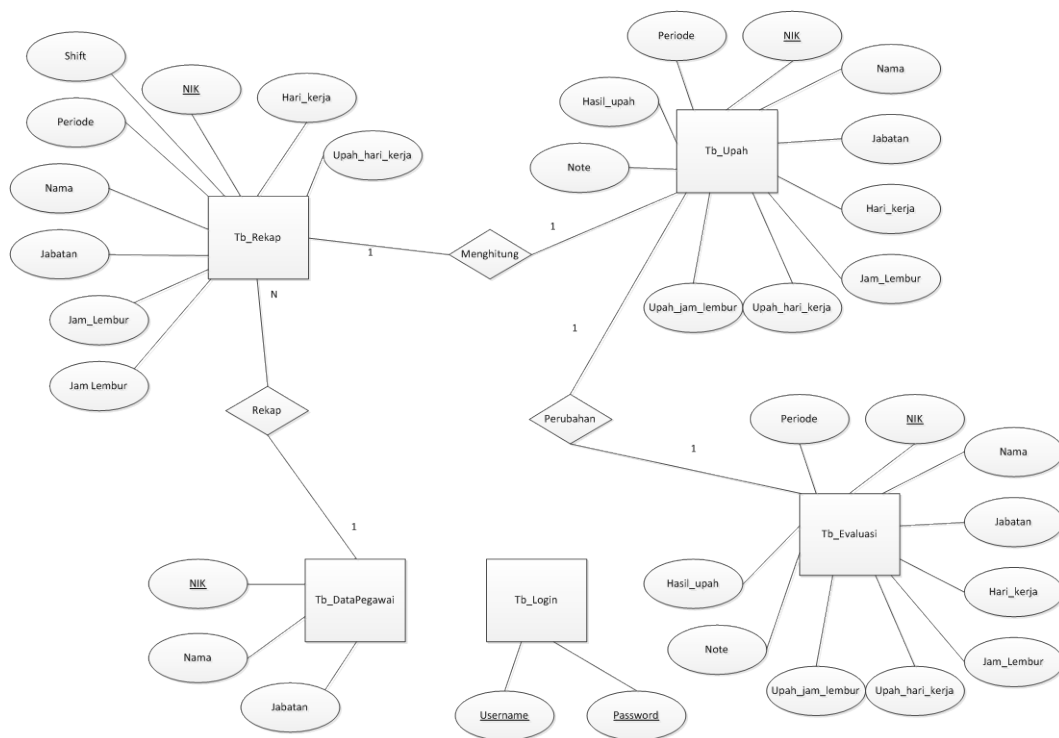 Periode
NIK
Shift
Nama
NIK
Hari_kerja
Hasil_upah
Periode
Tb_Upah
Jabatan
Upah_hari_kerja
Note
Nama
Hari_kerja
Tb_Rekap
1
1
Menghitung
Jabatan
Jam_Lembur
N
Upah_jam_lembur
Upah_hari_kerja
Jam_Lembur
1
Jam Lembur
Rekap
Perubahan
Periode
NIK
1
Nama
1
Tb_Evaluasi
Jabatan
NIK
Tb_DataPegawai
Tb_Login
Hasil_upah
Hari_kerja
Note
Nama
Jam_Lembur
Upah_jam_lembur
Upah_hari_kerja
Jabatan
Username
Password